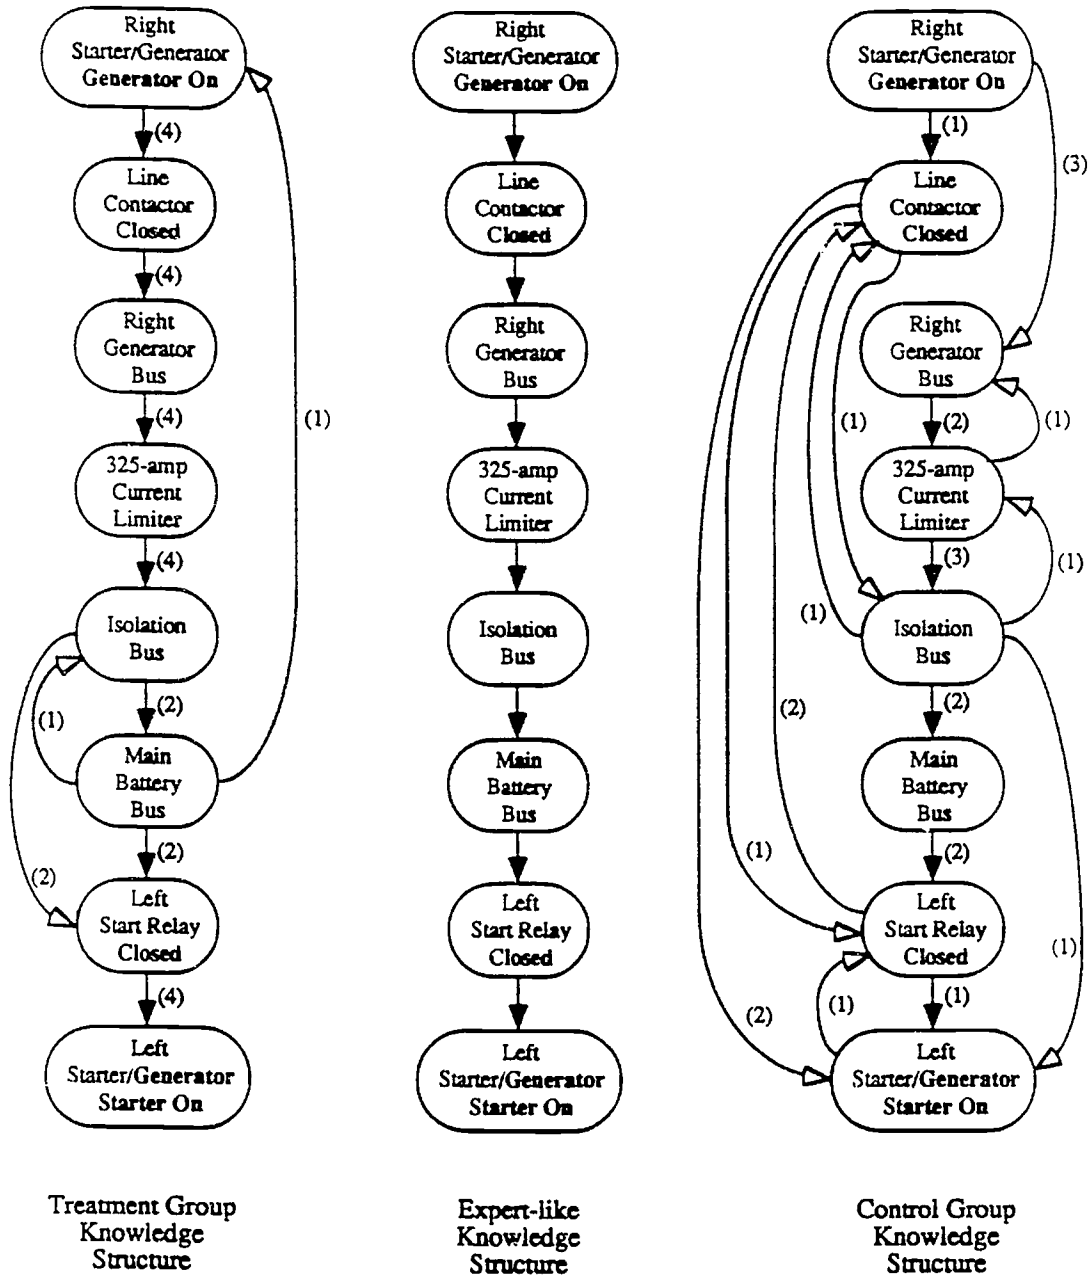 Right
Starter/Generator
Generator On
(4)
Line
Contactor
Closed
(4)
Right
Generator
Bus
(4)
325-amp
Current
Limiter
(4)
Isolation
Bus
(2)
(1)
Main
Battery
Bus
(1)
(2)
(2)
Left
Start Relay
Closed
(4)
Left
Starter/Generator
Starter On
Treatment Group
Knowledge
Structure
Right
Starter/Generator
Generator On
Line
Contactor
Closed
Right
Generator
Bus
325-amp
Current
Limiter
Isolation
Bus
Main
Battery
Bus
Left
Start Relay
Closed
Left
Starter/Generator
Starter On
Expert-like
Knowledge
Structure
Right
Starter/Generator
Generator On
(1)
(3)
Line
Contactor
Closed
Right
Generator
Bus
(1)
(2)
(1)
325-amp
Current
Limiter
(3)
(1)
(1)
Isolation
Bus
(2)
(2)
Main
Battery
Bus
(1)
(2)
Left
Start Relay
Closed
(1)
(2)
(1)
(1)
Left
Starter/Generator
Starter On
Control Group
Knowledge
Structure